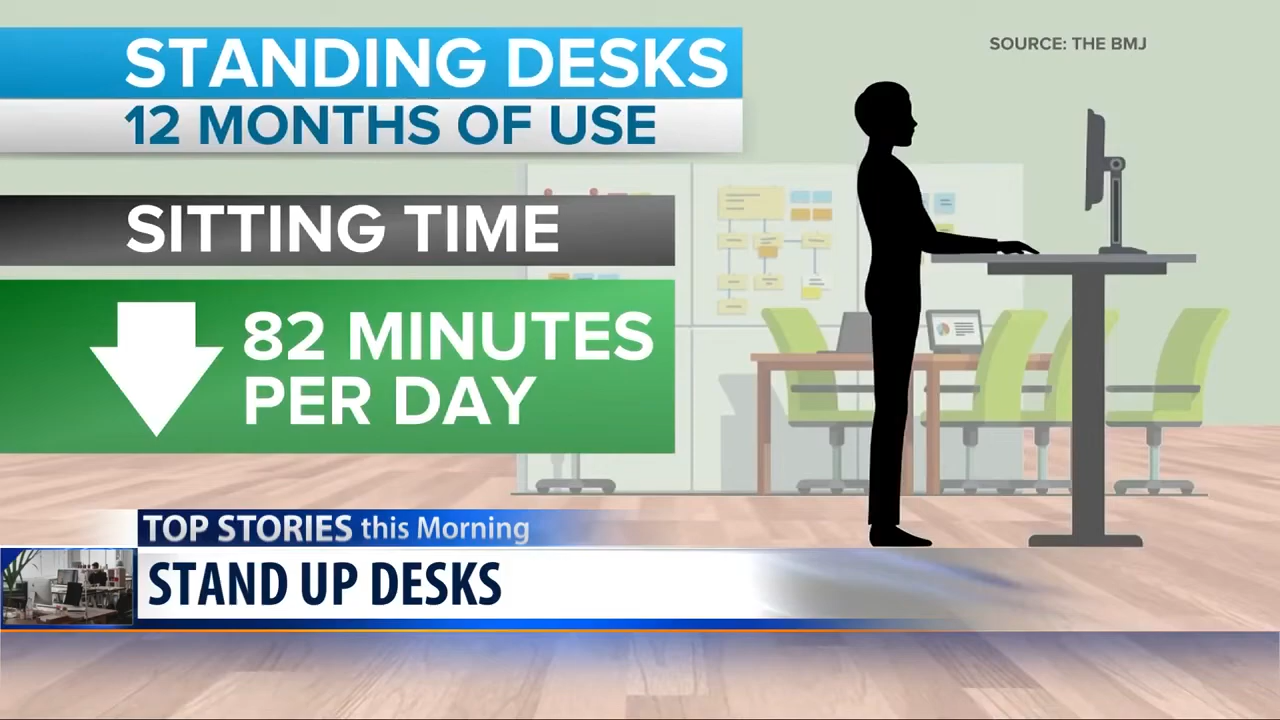 STANDING DESKS
SOURCE: THE BMJ
12 MONTHS OF USE
SITTING TIME
82 MINUTES
PER DAY
TOP STORIES this Morning
STAND UP DESKS